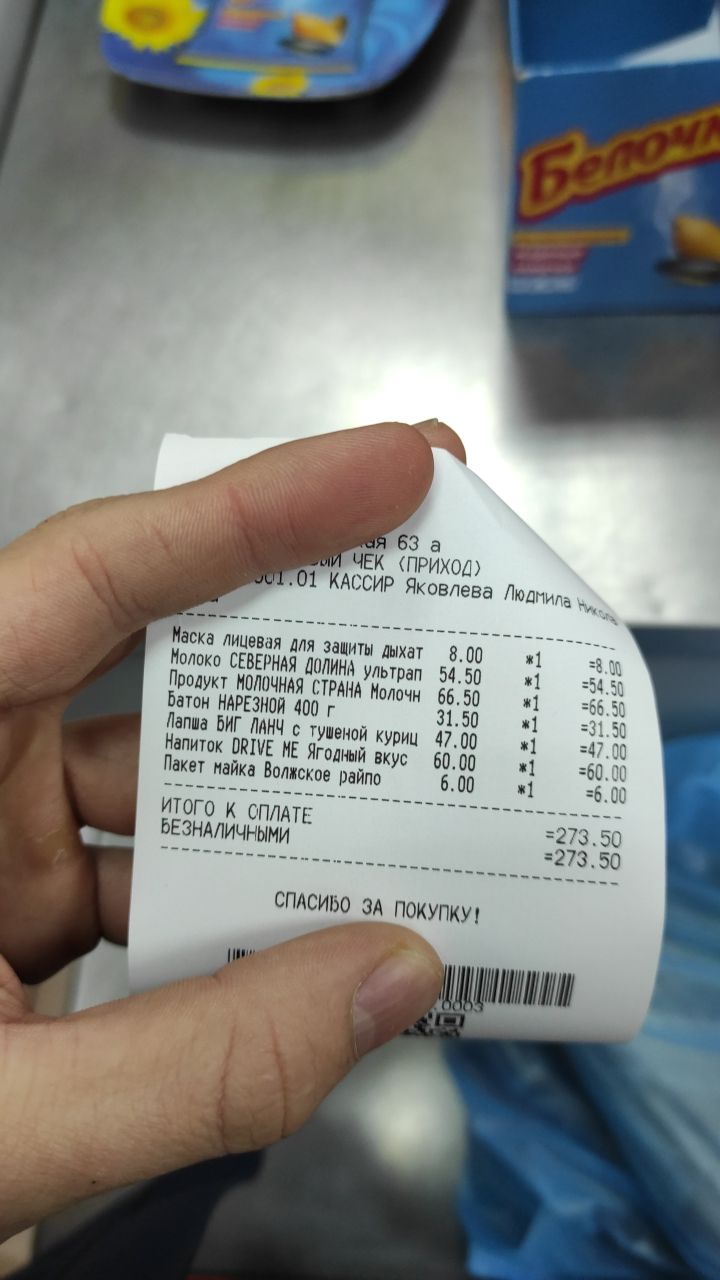 Белочк
63 а
ЧЕК (ПРИХОД)
001.01 КАССИР Яковлева Людмила Никола
Маска лицевая для защиты дыхат 8.00 *1 =8.00
Молоко СЕВЕРНАЯ ДОЛИНА ультрап 54.50 *1 =54.50
Продукт МОЛОЧНАЯ СТРАНА Молочн 66.50 *1 =66.50
Батон НАРЕЗНОЙ 400 г 31.50 *1 =31.50
Лапша БИГ ЛАНЧ с тушеной куриц 47.00 *1 =47.00
Напиток DRIVE ME Ягодный вкус 60.00 *1 =60.00
Пакет майка Волжское райпо 6.00 *1 =6.00
ИТОГО К ОПЛАТЕ =273.50
БЕЗНАЛИЧНЫМИ =273.50
СПАСИБО ЗА ПОКУПКУ!
0003